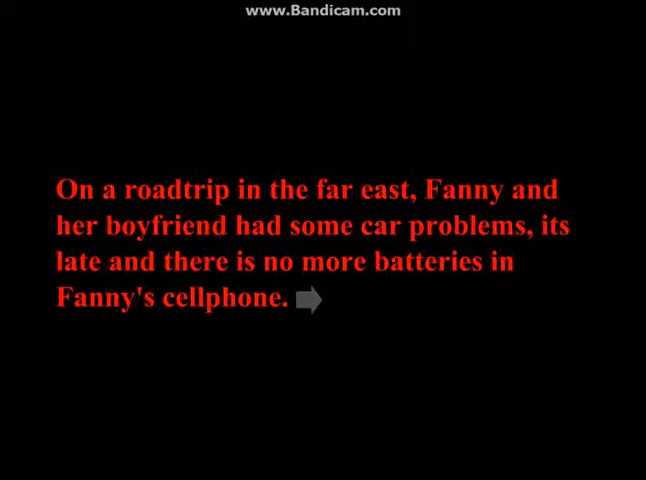 www.Bandicam.com
On a roadtrip in the far east, Fanny and
her boyfriend had some car problems, its
late and there is no more batteries in
Fanny's cellphone.